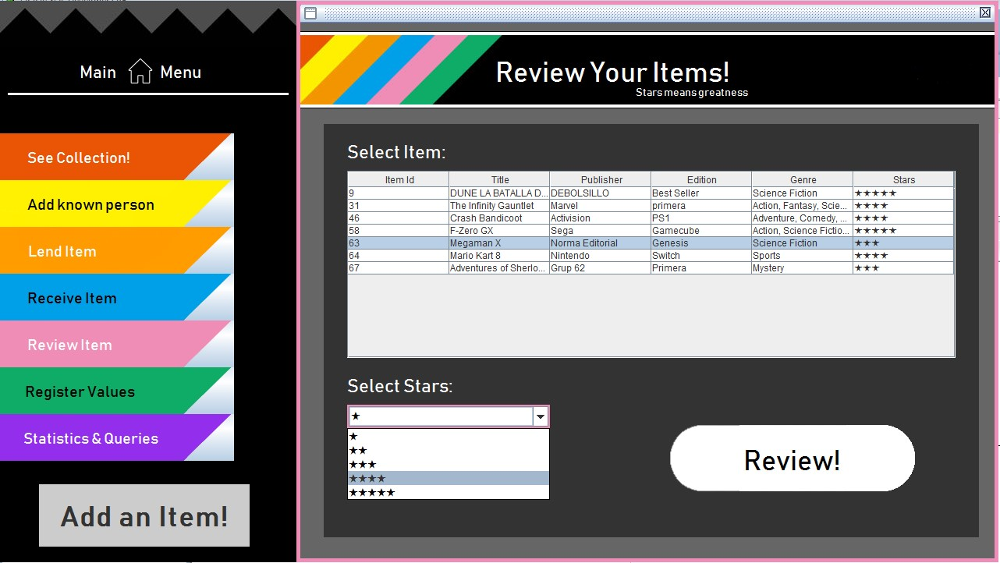 Main Menu
See Collection!
Add known person
Lend Item
Receive Item
Review Item
Register Values
Statistics & Queries
Add an Item!
Review Your Items!
Stars means greatness
Select Item:
Item Id Title Publisher Edition Genre Stars
9 DUNE LA BATALLA D... DEBOLSILLO Best Seller Science Fiction ★★★★★
31 The Infinity Gauntlet Marvel primera Action, Fantasy, Scie... ★★★★
46 Crash Bandicoot Activision PS1 Adventure, Comedy, ... ★★★★
58 F-Zero GX Sega Gamecube Action, Science Fictio... ★★★★★
63 Megaman X Norma Editorial Genesis Science Fiction ★★★
64 Mario Kart 8 Nintendo Switch Sports ★★★★
67 Adventures of Sherlo... Grup 62 Primera Mystery ★★★
Select Stars:
★
★
★★
★★★
★★★★
★★★★★
Review!